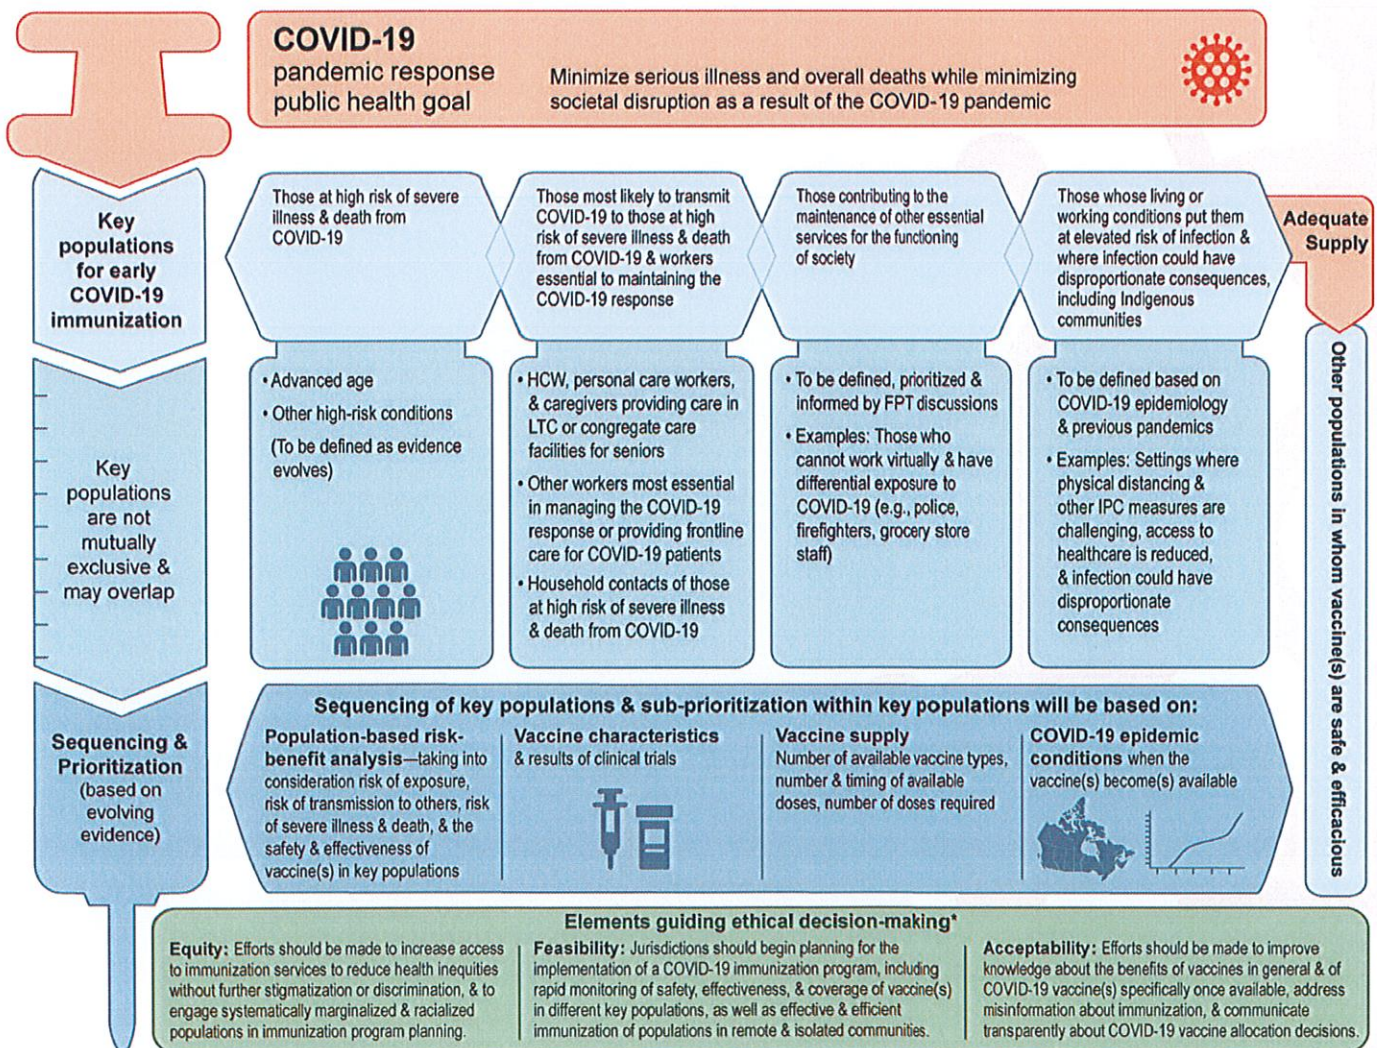 COVID-19
pandemic response
public health goal
Minimize serious illness and overall deaths while minimizing
societal disruption as a result of the COVID-19 pandemic
Key
populations
for early
COVID-19
immunization
Those at high risk of severe
illness & death from
COVID-19
Those most likely to transmit
COVID-19 to those at high
risk of severe illness & death
from COVID-19 & workers
essential to maintaining the
COVID-19 response
Those contributing to the
maintenance of other essential
services for the functioning
of society
Those whose living or
working conditions put them
at elevated risk of infection &
where infection could have
disproportionate consequences,
including Indigenous
communities
Adequate
Supply
Key
populations
are not
mutually
exclusive &
may overlap
• Advanced age
• Other high-risk conditions
(To be defined as evidence
evolves)
• HCW, personal care workers,
& caregivers providing care in
LTC or congregate care
facilities for seniors
• Other workers most essential
in managing the COVID-19
response or providing frontline
care for COVID-19 patients
• Household contacts of those
at high risk of severe illness
& death from COVID-19
• To be defined, prioritized &
informed by FPT discussions
• Examples: Those who
cannot work virtually & have
differential exposure to
COVID-19 (e.g., police,
firefighters, grocery store
staff)
• To be defined based on
COVID-19 epidemiology
& previous pandemics
• Examples: Settings where
physical distancing &
other IPC measures are
challenging, access to
healthcare is reduced,
& infection could have
disproportionate
consequences
Other populations in whom vaccine(s) are safe & efficacious
Sequencing &
Prioritization
(based on
evolving
evidence)
Sequencing of key populations & sub-prioritization within key populations will be based on:
Population-based risk-
benefit analysis—taking into
consideration risk of exposure,
risk of transmission to others, risk
of severe illness & death, & the
safety & effectiveness of
vaccine(s) in key populations
Vaccine characteristics
& results of clinical trials
Vaccine supply
Number of available vaccine types,
number & timing of available
doses, number of doses required
COVID-19 epidemic
conditions when the
vaccine(s) become(s) available
Elements guiding ethical decision-making*
Equity: Efforts should be made to increase access
to immunization services to reduce health inequities
without further stigmatization or discrimination, & to
engage systematically marginalized & racialized
populations in immunization program planning.
Feasibility: Jurisdictions should begin planning for the
implementation of a COVID-19 immunization program, including
rapid monitoring of safety, effectiveness, & coverage of vaccine(s)
in different key populations, as well as effective & efficient
immunization of populations in remote & isolated communities.
Acceptability: Efforts should be made to improve
knowledge about the benefits of vaccines in general & of
COVID-19 vaccine(s) specifically once available, address
misinformation about immunization, & communicate
transparently about COVID-19 vaccine allocation decisions.